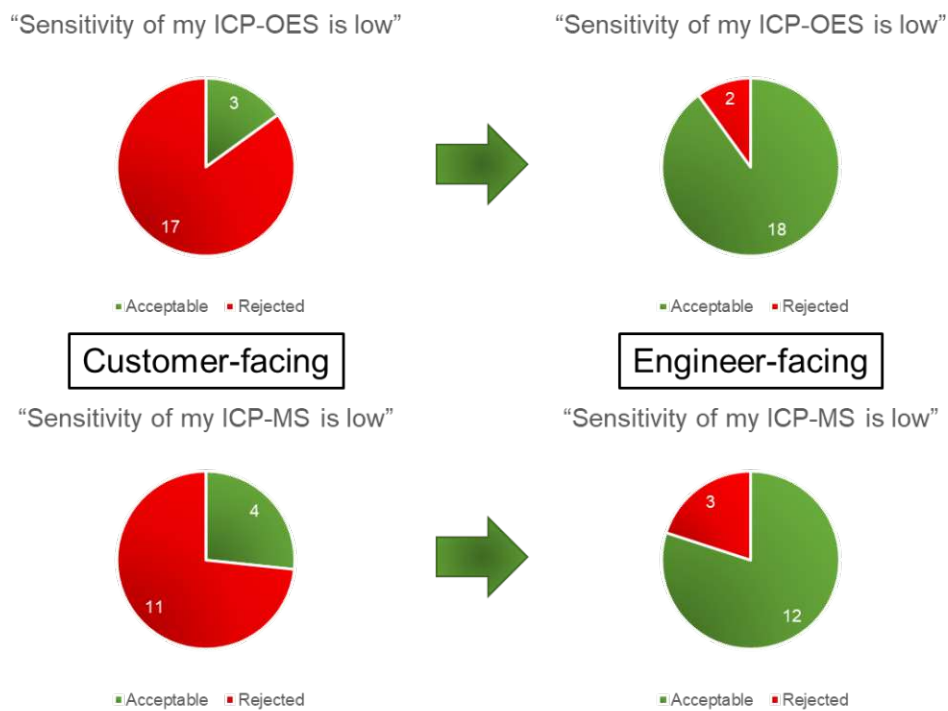 “Sensitivity of my ICP-OES is low”
3
17
Acceptable Rejected
“Sensitivity of my ICP-OES is low”
2
18
Acceptable Rejected
Customer-facing
Engineer-facing
“Sensitivity of my ICP-MS is low”
4
11
Acceptable Rejected
“Sensitivity of my ICP-MS is low”
3
12
Acceptable Rejected